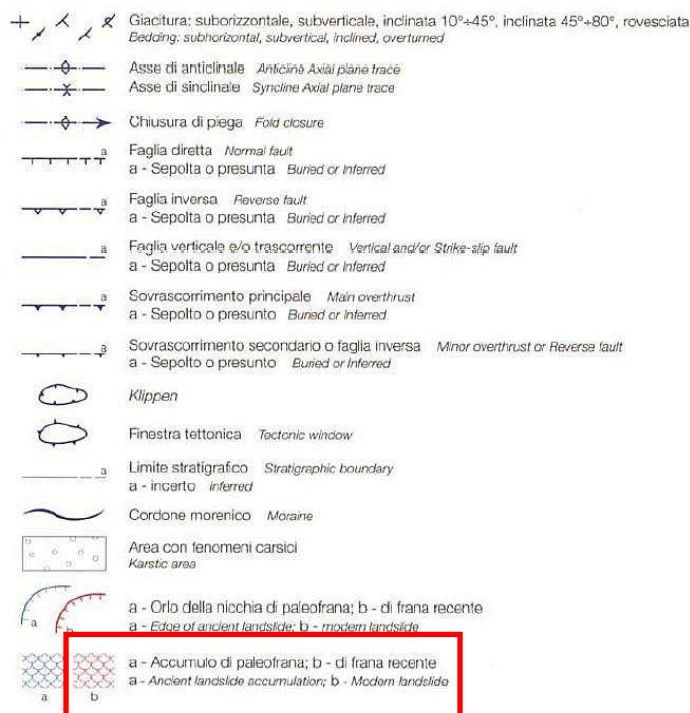 Giacitura: suborizzontale, subverticale, inclinata 10°÷45°, inclinata 45°÷80°, rovesciata
Bedding: subhorizontal, subvertical, inclined, overturned
Asse di anticlinale Anticline Axial plane trace
Asse di sinclinale Syncline Axial plane trace
Chiusura di piega Fold closure
a Faglia diretta Normal fault
a - Sepolta o presunta Buried or Inferred
a Faglia inversa Reverse fault
a - Sepolta o presunta Buried or Inferred
a Faglia verticale e/o trascorrente Vertical and/or Strike-slip fault
a - Sepolta o presunta Buried or Inferred
a Sovrascorrimento principale Main overthrust
a - Sepolto o presunto Buried or Inferred
a Sovrascorrimento secondario o faglia inversa Minor overthrust or Reverse fault
a - Sepolto o presunto Buried or Inferred
Klippen
Finestra tettonica Tectonic window
a Limite stratigrafico Stratigraphic boundary
a - incerto inferred
Cordone morenico Moraine
Area con fenomeni carsici
Karstic area
a b a - Orlo della nicchia di paleofrana; b - di frana recente
a - Edge of ancient landslide; b - modern landslide
a - Accumulo di paleofrana; b - di frana recente
a - Ancient landslide accumulation; b - Modern landslide
a b